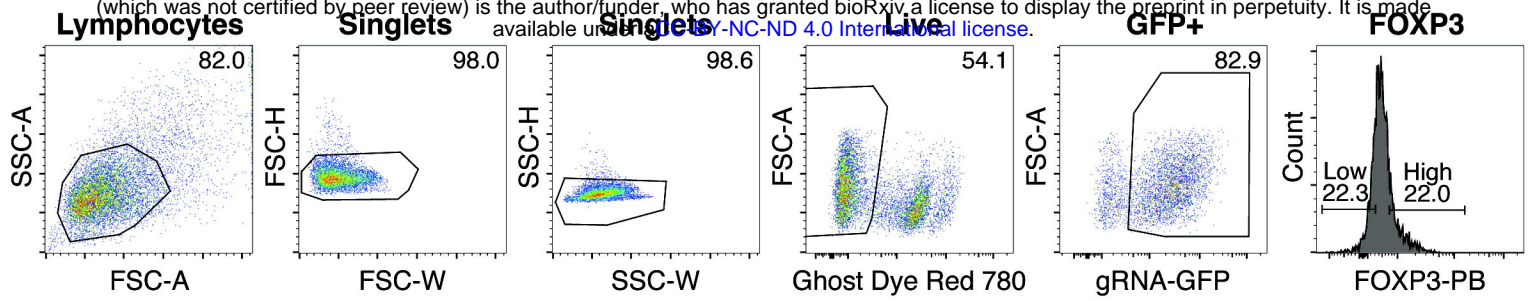 (which was not certified by peer review) is the author/funder, who has granted bioRxiv a license to display the preprint in perpetuity. It is made
available under aCC-BY-NC-ND 4.0 International license.
Lymphocytes
Singlets
Singlets
Live
GFP+
FOXP3
82.0
98.0
98.6
54.1
82.9
SSC-A
FSC-H
SSC-H
FSC-A
FSC-A
Count
Low
22.3
High
22.0
FSC-A
FSC-W
SSC-W
Ghost Dye Red 780
gRNA-GFP
FOXP3-PB